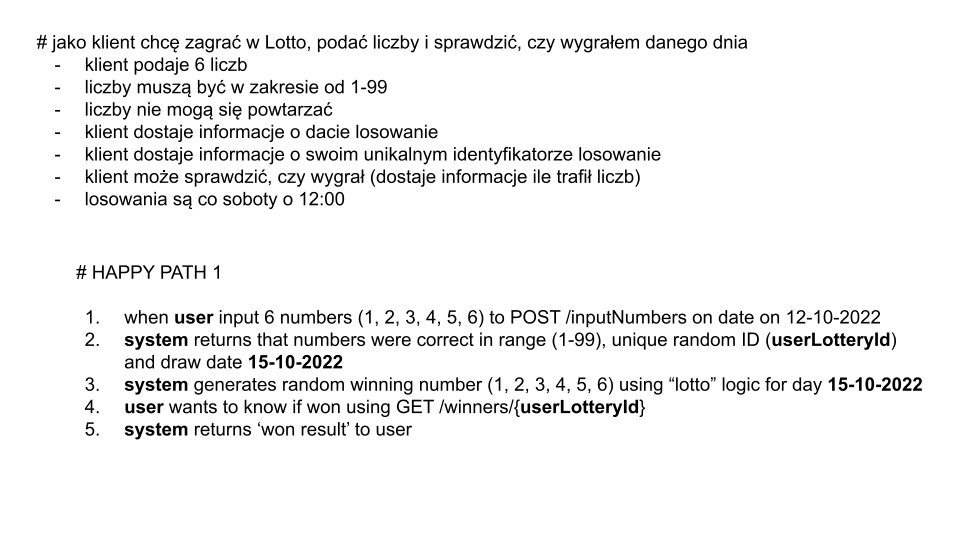 # jako klient chcę zagrać w Lotto, podać liczby i sprawdzić, czy wygrałem danego dnia
- klient podaje 6 liczb
- liczby muszą być w zakresie od 1-99
- liczby nie mogą się powtarzać
- klient dostaje informacje o dacie losowanie
- klient dostaje informacje o swoim unikalnym identyfikatorze losowanie
- klient może sprawdzić, czy wygrał (dostaje informacje ile trafił liczb)
- losowania są co soboty o 12:00
# HAPPY PATH 1
1. when user input 6 numbers (1, 2, 3, 4, 5, 6) to POST /inputNumbers on date on 12-10-2022
2. system returns that numbers were correct in range (1-99), unique random ID (userLotteryId)
and draw date 15-10-2022
3. system generates random winning number (1, 2, 3, 4, 5, 6) using “lotto” logic for day 15-10-2022
4. user wants to know if won using GET /winners/{userLotteryId}
5. system returns ‘won result’ to user